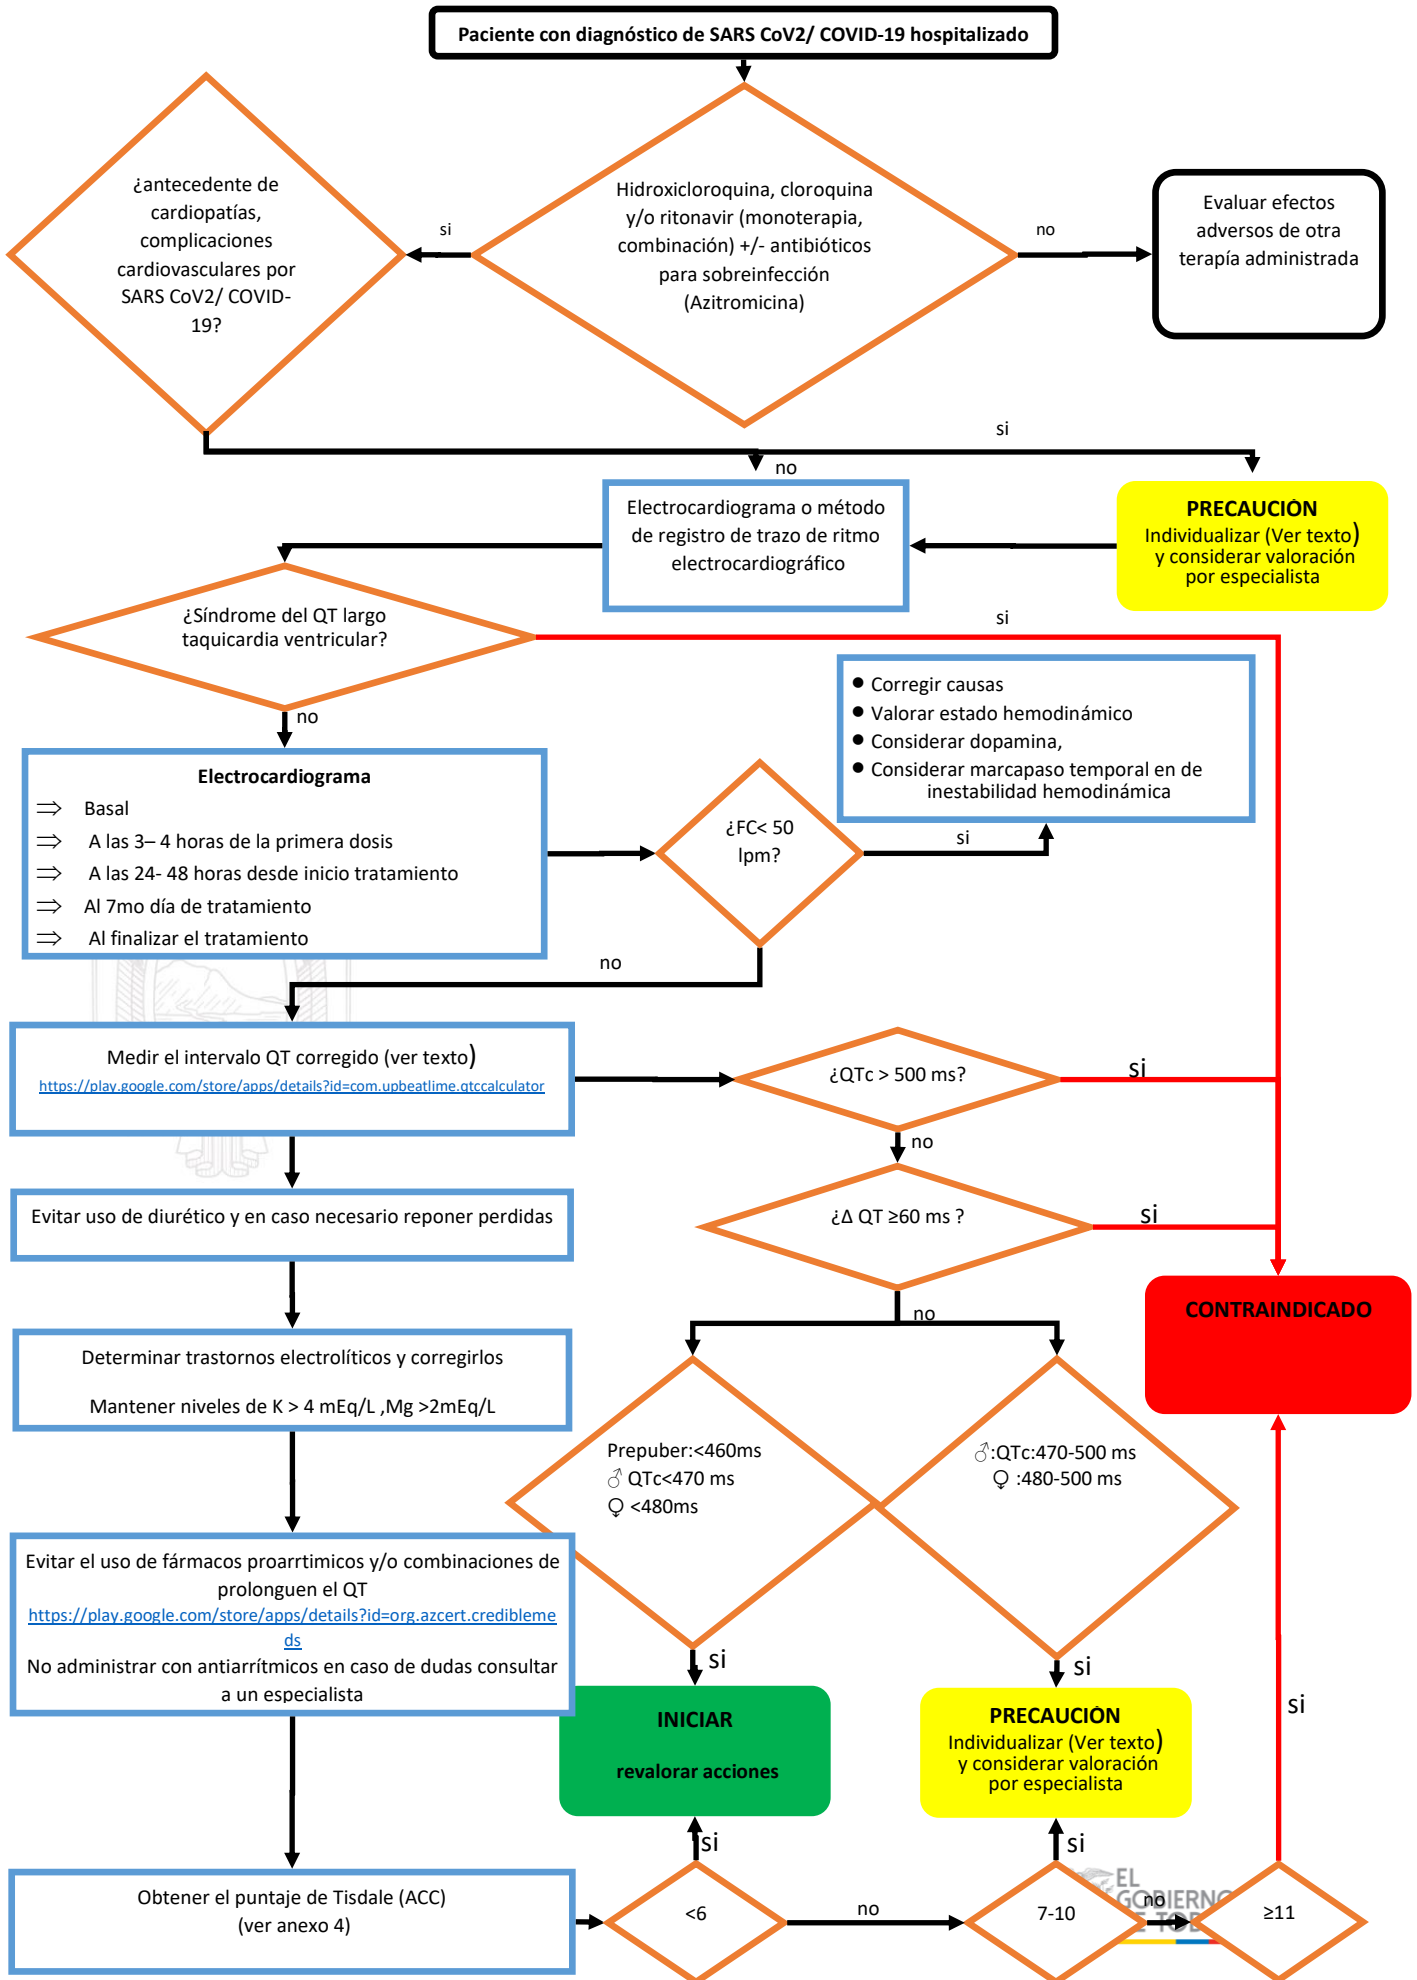 Paciente con diagnóstico de SARS CoV2/ COVID-19 hospitalizado
¿antecedente de
cardiopatías,
complicaciones
cardiovasculares por
SARS CoV2/ COVID-
19?
si
Hidroxicloroquina, cloroquina
y/o ritonavir (monoterapia,
combinación) +/- antibióticos
para sobreinfección
(Azitromicina)
no
Evaluar efectos
adversos de otra
terapía administrada
si
no
Electrocardiograma o método
de registro de trazo de ritmo
electrocardiográfico
PRECAUCIÓN
Individualizar (Ver texto)
y considerar valoración
por especialista
¿Síndrome del QT largo
taquicardia ventricular?
si
no
● Corregir causas
● Valorar estado hemodinámico
● Considerar dopamina,
● Considerar marcapaso temporal en de
inestabilidad hemodinámica
Electrocardiograma
⇒ Basal
⇒ A las 3– 4 horas de la primera dosis
⇒ A las 24- 48 horas desde inicio tratamiento
⇒ Al 7mo día de tratamiento
⇒ Al finalizar el tratamiento
¿FC< 50
lpm?
si
no
Medir el intervalo QT corregido (ver texto)
https://play.google.com/store/apps/details?id=com.upbeatlime.qtccalculator
¿QTc > 500 ms?
si
no
Evitar uso de diurético y en caso necesario reponer perdidas
¿Δ QT ≥60 ms ?
si
no
CONTRAINDICADO
Determinar trastornos electrolíticos y corregirlos
Mantener niveles de K > 4 mEq/L ,Mg >2mEq/L
Prepuber:<460ms
♂ QTc<470 ms
♀ <480ms
♂:QTc:470-500 ms
♀ :480-500 ms
Evitar el uso de fármacos proarrtimicos y/o combinaciones de
prolonguen el QT
https://play.google.com/store/apps/details?id=org.azcert.credibleme
ds
No administrar con antiarrítmicos en caso de dudas consultar
a un especialista
si
si
INICIAR
revalorar acciones
PRECAUCIÓN
Individualizar (Ver texto)
y considerar valoración
por especialista
si
si
si
Obtener el puntaje de Tisdale (ACC)
(ver anexo 4)
<6
no
7-10
no
≥11
EL
GOBIERNO